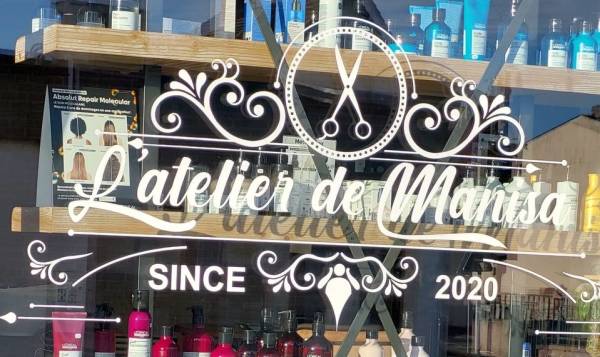 Absolut Repair Molecular
L'atelier de Manisa
SINCE 2020